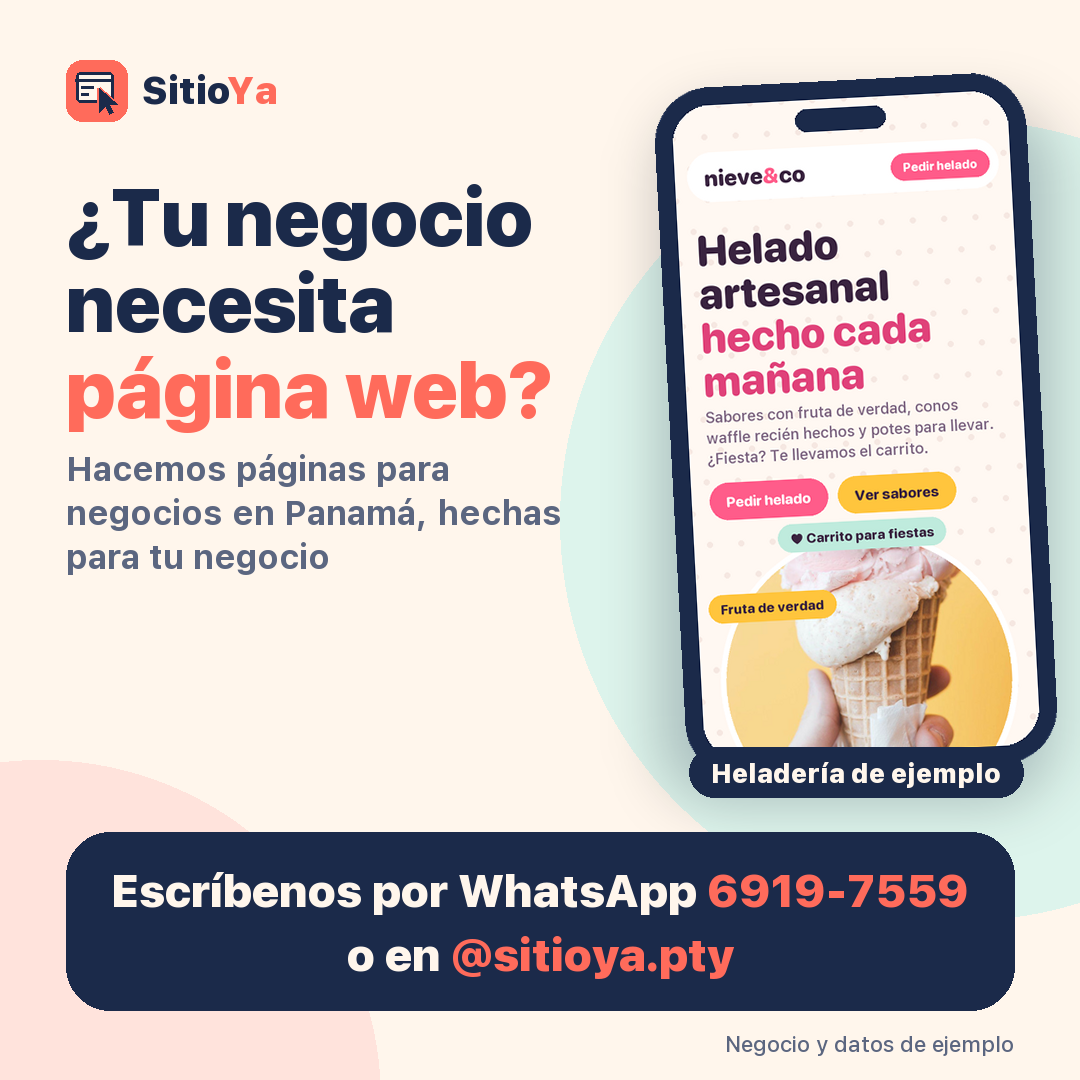 SitioYa
¿Tu negocio
necesita
página web?
Hacemos páginas para
negocios en Panamá, hechas
para tu negocio
nieve&co
Pedir helado
Helado
artesanal
hecho cada
mañana
Sabores con fruta de verdad, conos
waffle recién hechos y potes para llevar.
¿Fiesta? Te llevamos el carrito.
Pedir helado
Ver sabores
Carrito para fiestas
Fruta de verdad
Heladería de ejemplo
Escríbenos por WhatsApp 6919-7559
o en @sitioya.pty
Negocio y datos de ejemplo